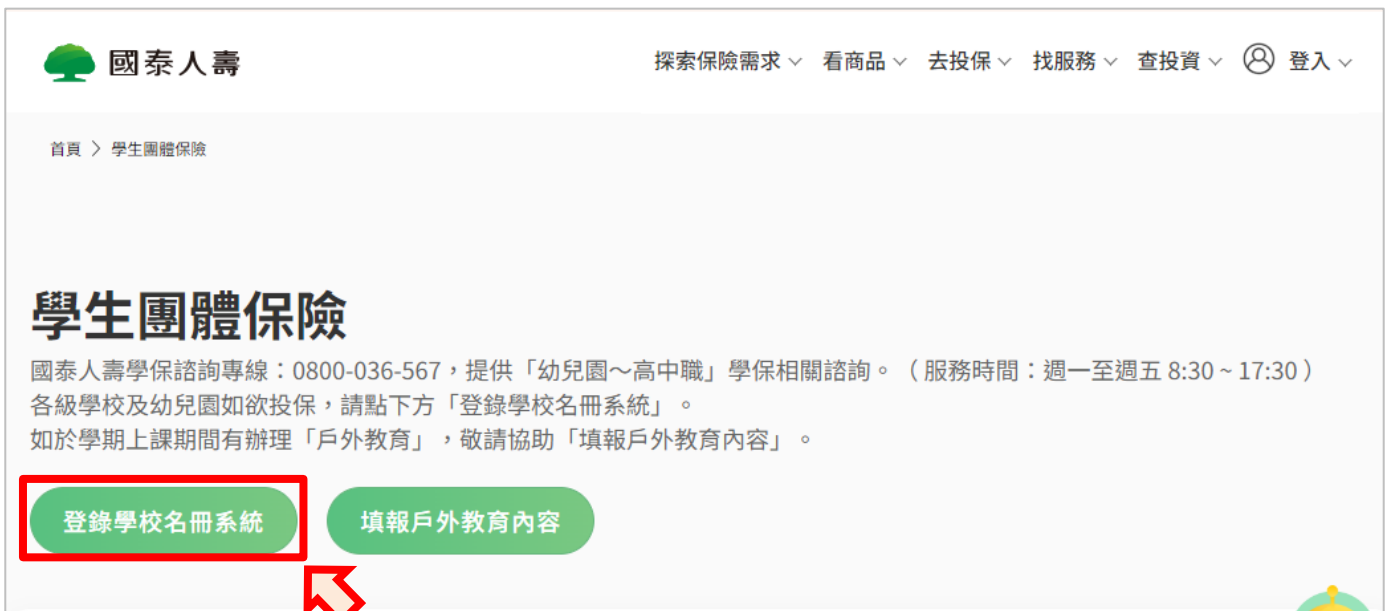 國泰人壽
探索保險需求 看商品 去投保 找服務 查投資 登入
首頁 > 學生團體保險
學生團體保險
國泰人壽學保諮詢專線：0800-036-567，提供「幼兒園～高中職」學保相關諮詢。（服務時間：週一至週五 8:30 ~ 17:30）
各級學校及幼兒園如欲投保，請點下方「登錄學校名冊系統」。
如於學期上課期間有辦理「戶外教育」，敬請協助「填報戶外教育內容」。
登錄學校名冊系統 填報戶外教育內容